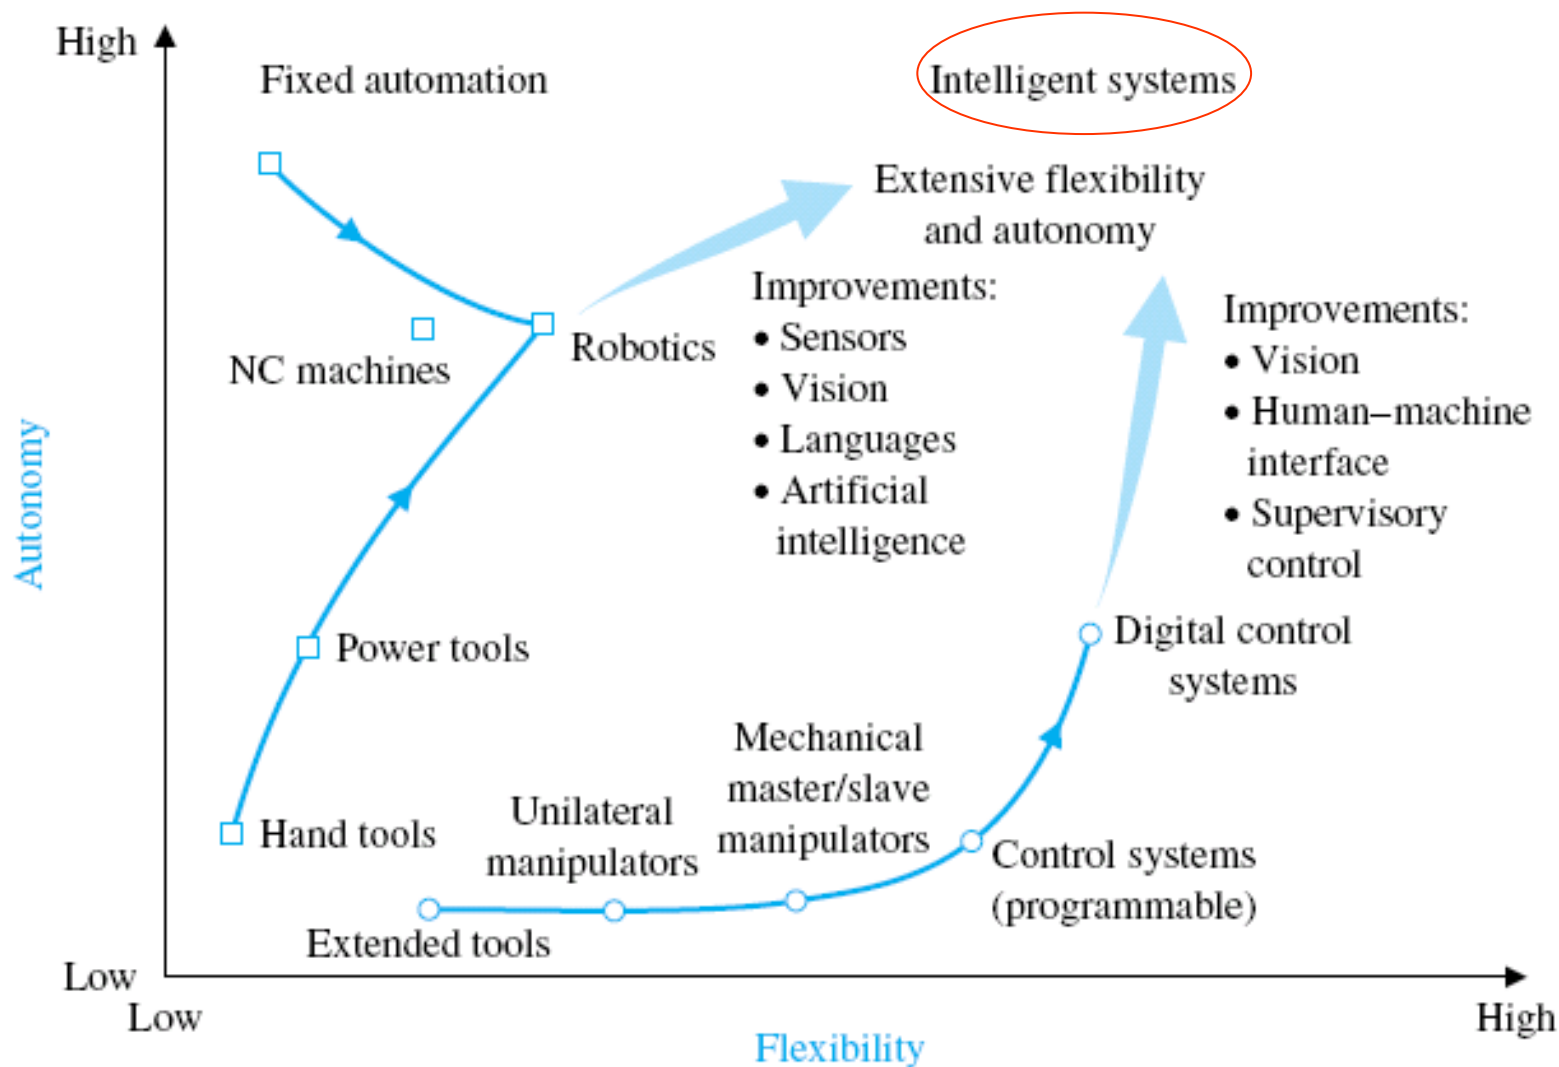 High
Fixed automation
Intelligent systems
Extensive flexibility
and autonomy
Improvements:
• Sensors
• Vision
• Languages
• Artificial
intelligence
Improvements:
• Vision
• Human–machine
interface
• Supervisory
control
NC machines
Robotics
Autonomy
Power tools
Digital control
systems
Hand tools
Unilateral
manipulators
Mechanical
master/slave
manipulators
Control systems
(programmable)
Extended tools
Low
Low
Flexibility
High